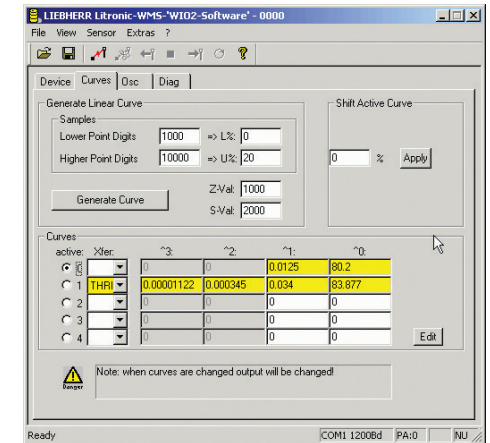 LIEBHERR Litronic-WMS-'WIO2-Software' - 0000
File View Sensor Extras ?
Device Curves Osc Diag
Generate Linear Curve
Shift Active Curve
Samples
Lower Point Digits 1000 => L%: 0
Higher Point Digits 10000 => U%: 20
0 % Apply
Generate Curve
Z-Val: 1000
S-Val: 2000
Curves
active: Xfer: ^3: ^2: ^1: ^0:
0 0 0.0125 80.2
1 THRI 0.00001122 0.000345 0.034 83.877
2 0 0 0 0
3 0 0 0 0
4 0 0 0 0
Edit
Danger
Note: when curves are changed output will be changed!
Ready COM1 1200Bd PA:0 NU